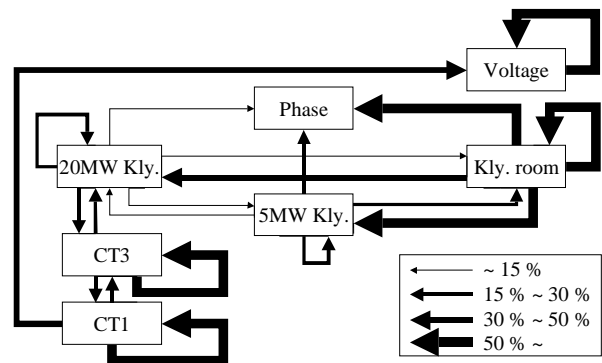 Voltage
Phase
20MW Kly.
Kly. room
5MW Kly.
CT3
CT1
~ 15 %
15 % ~ 30 %
30 % ~ 50 %
50 % ~